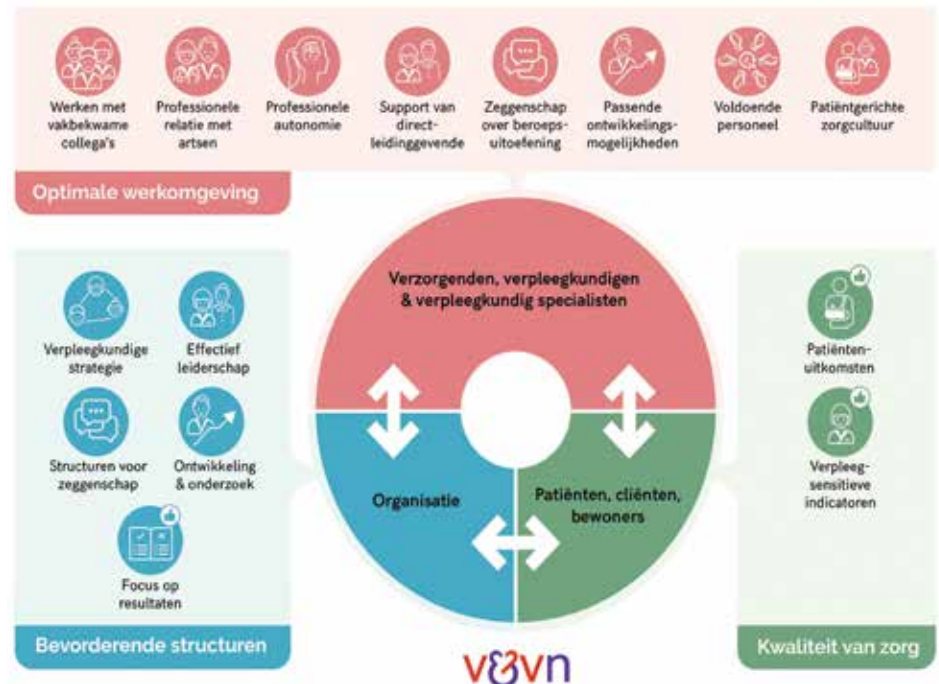 Werken met
vakbekwame
collega's
Professionele
relatie met
artsen
Professionele
autonomie
Support van
direct-
leidinggevende
Zeggenschap
over beroeps-
uitoefening
Passende
ontwikkelings-
mogelijkheden
Voldoende
personeel
Patiëntgerichte
zorgcultuur
Optimale werkomgeving
Verzorgenden, verpleegkundigen
& verpleegkundig specialisten
Verpleegkundige
strategie
Effectief
leiderschap
Structuren voor
zeggenschap
Ontwikkeling
& onderzoek
Focus op
resultaten
Bevorderende structuren
Organisatie
Patiënten, cliënten,
bewoners
Patiënten-
uitkomsten
Verpleeg-
sensitieve
indicatoren
Kwaliteit van zorg
v&vn